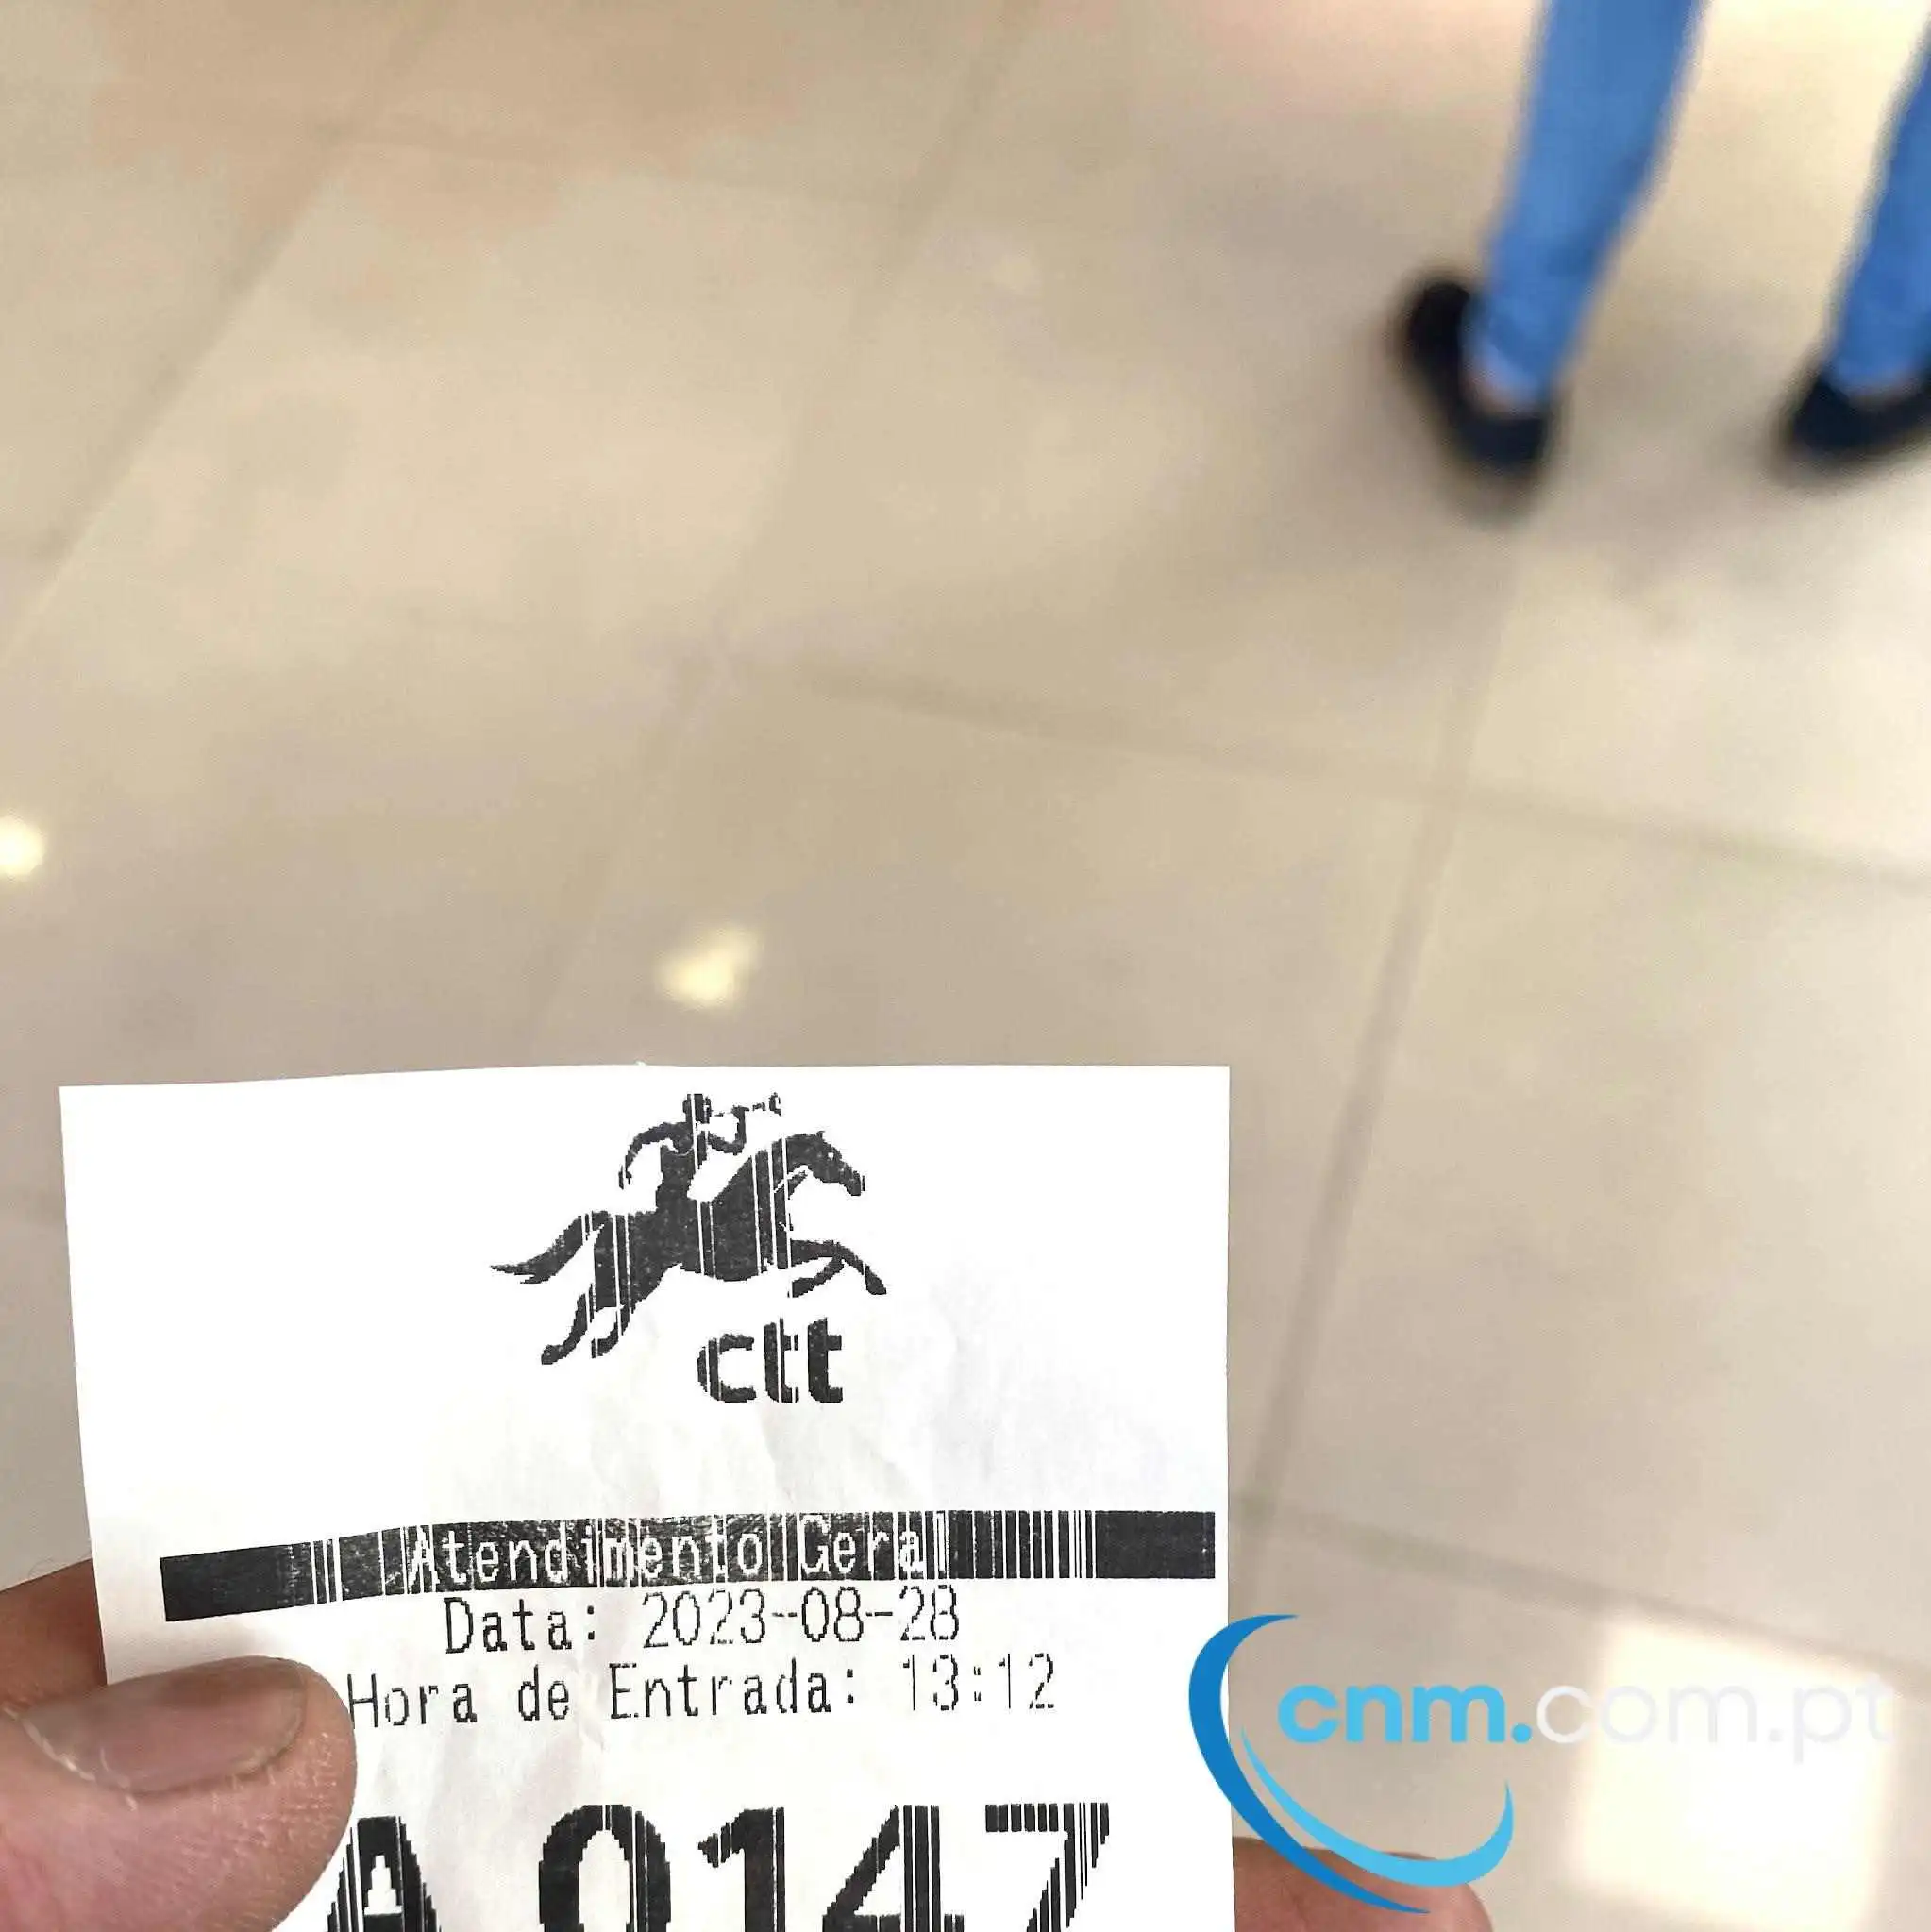 ctt
Atendimento Geral
Data: 2023-08-28
Hora de Entrada: 13:12
A 0147
cnm.com.pt